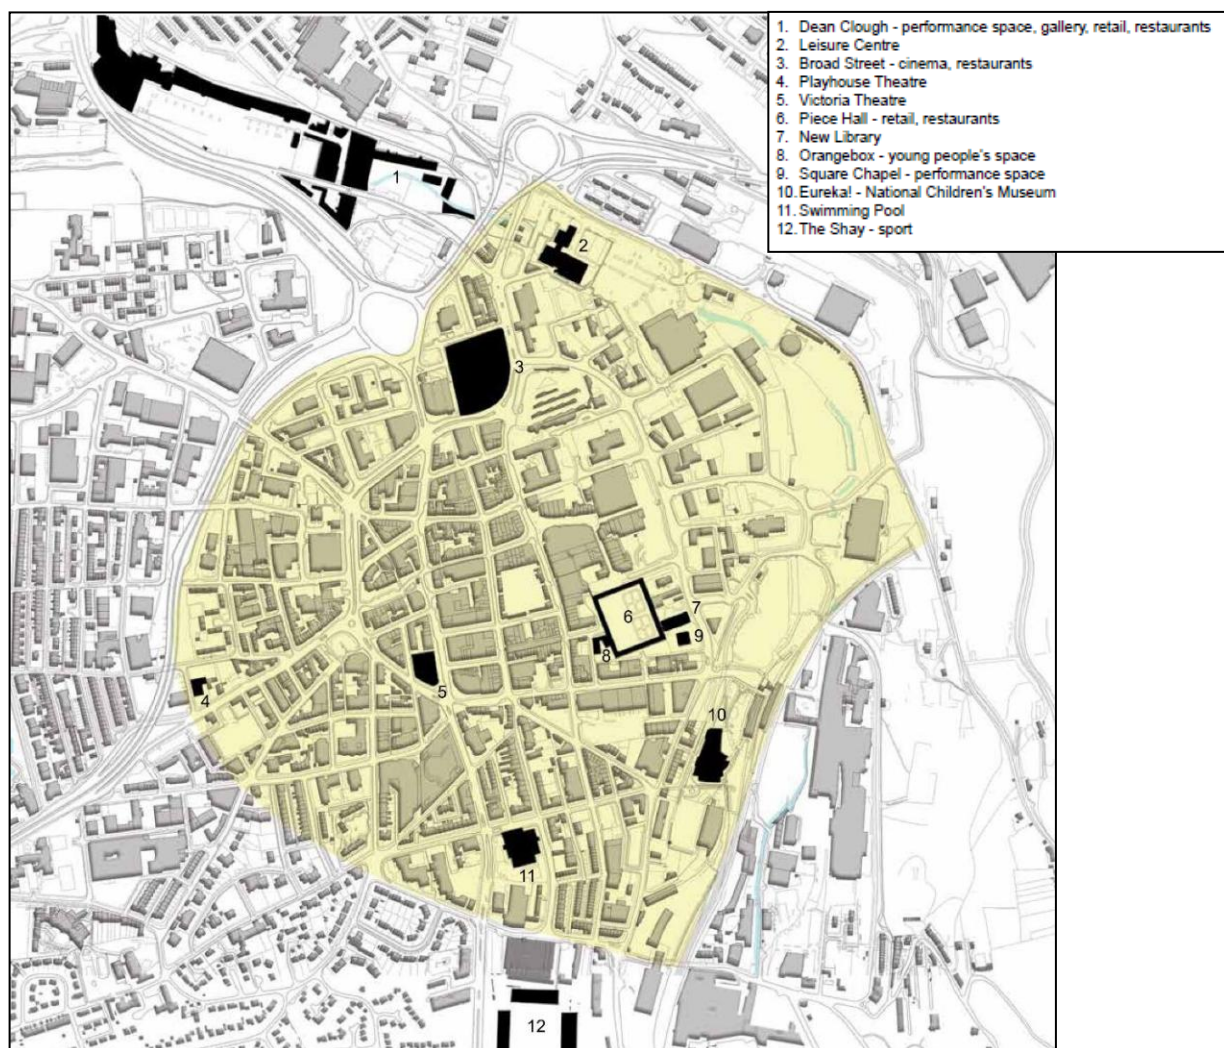 1. Dean Clough - performance space, gallery, retail, restaurants
2. Leisure Centre
3. Broad Street - cinema, restaurants
4. Playhouse Theatre
5. Victoria Theatre
6. Piece Hall - retail, restaurants
7. New Library
8. Orangebox - young people's space
9. Square Chapel - performance space
10. Eureka! - National Children's Museum
11. Swimming Pool
12. The Shay - sport
1
2
3
6
7
9
8
4
5
10
11
12